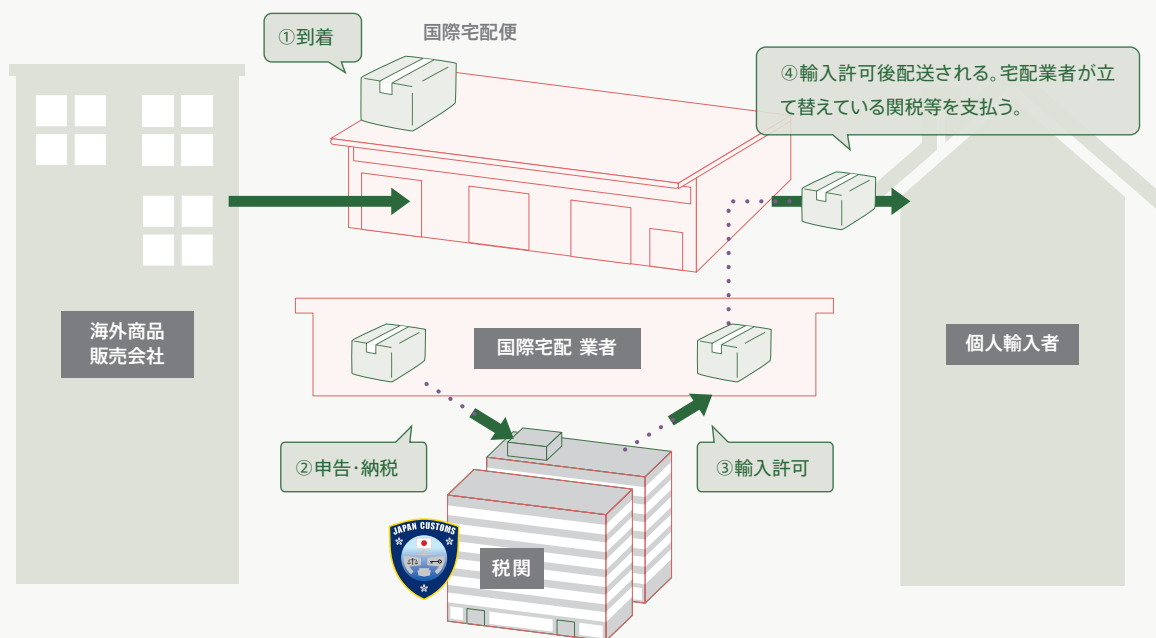 国際宅配便
①到着
④輸入許可後配送される。宅配業者が立
て替えている関税等を支払う。
海外商品
販売会社
国際宅配 業者
個人輸入者
②申告・納税
③輸入許可
JAPAN CUSTOMS
税関